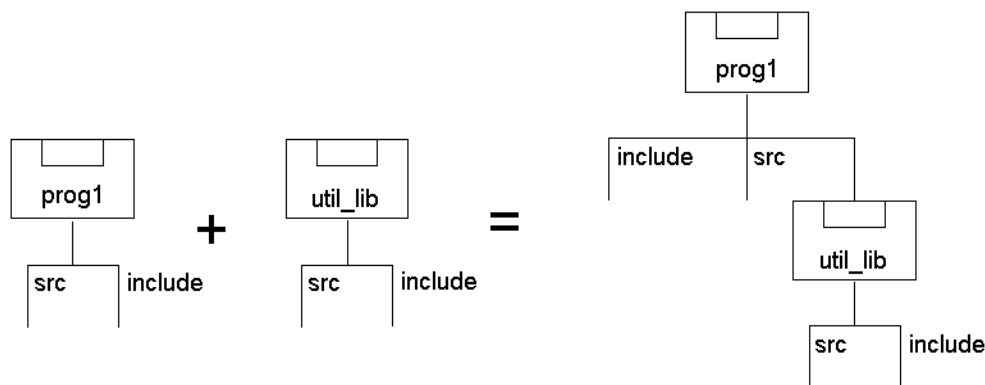 prog1
src
include
+
util_lib
src
include
=
prog1
include
src
util_lib
src
include